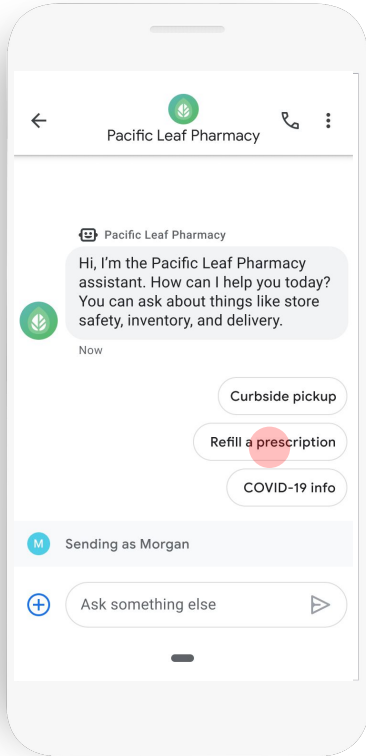 Pacific Leaf Pharmacy
Pacific Leaf Pharmacy
Hi, I'm the Pacific Leaf Pharmacy
assistant. How can I help you today?
You can ask about things like store
safety, inventory, and delivery.
Now
Curbside pickup
Refill a prescription
COVID-19 info
M Sending as Morgan
Ask something else